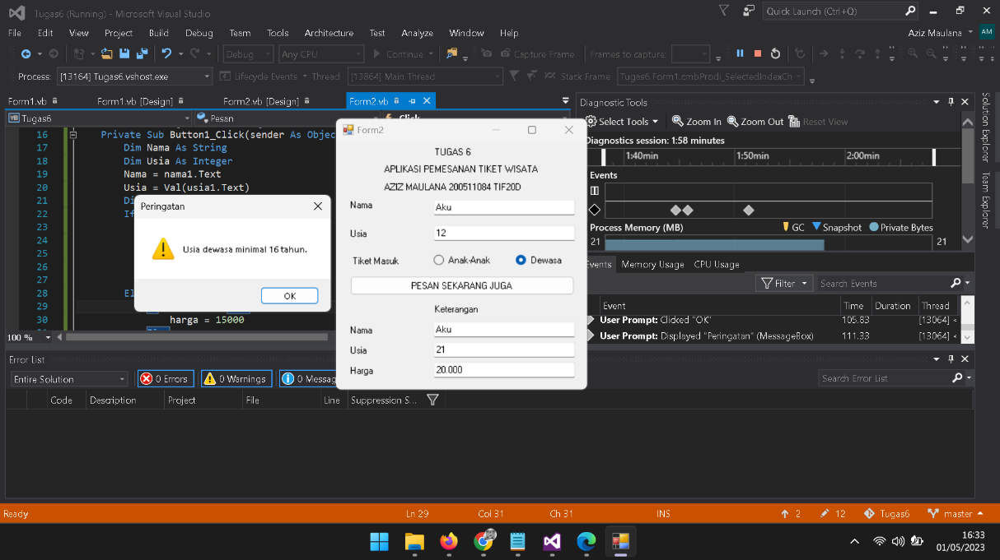 Tugas6 (Running) - Microsoft Visual Studio
Quick Launch (Ctrl+Q)
File Edit View Project Build Debug Team Tools Architecture Test Analyze Window Help
Aziz Maulana AM
Debug Any CPU Continue Capture Frame Frames to capture:
Process: [13164] Tugas6.vshost.exe Lifecycle Events Thread: [13864] Main Thread Stack Frame: Tugas6.Form1.cmbProdi_SelectedIndexCh
Form1.vb Form1.vb [Design] Form2.vb [Design] Form2.vb
Tugas6 Pesan Click
16 Private Sub Button1_Click(sender As Objec
17 Dim Nama As String
18 Dim Usia As Integer
19 Nama = nama1.Text
20 Usia = Val(usia1.Text)
21
22
23
24
25
26
27
28
29
30 harga = 15000
100 %
Peringatan
Usia dewasa minimal 16 tahun.
OK
Form2
TUGAS 6
APLIKASI PEMESANAN TIKET WISATA
AZIZ MAULANA 200511084 TIF20D
Nama Aku
Usia 12
Tiket Masuk Anak-Anak Dewasa
PESAN SEKARANG JUGA
Keterangan
Nama Aku
Usia 21
Harga 20.000
Diagnostic Tools
Select Tools Zoom In Zoom Out Reset View
Diagnostics session: 1:58 minutes
1:40min 1:50min 2:00min
Events
Process Memory (MB) GC Snapshot Private Bytes
21 21
Events Memory Usage CPU Usage
Filter Search Events
Event Time Duration Thread
User Prompt: Clicked "OK" 105.83 [13064]
User Prompt: Displayed "Peringatan" (MessageBox) 111.33 [13064]
Solution Explorer
Team Explorer
Error List
Entire Solution 0 Errors 0 Warnings 0 Messag
Search Error List
Code Description Project File Line Suppression S...
Ready Ln 29 Col 31 Ch 31 INS 2 12 Tugas6 master
16:33
01/05/2023